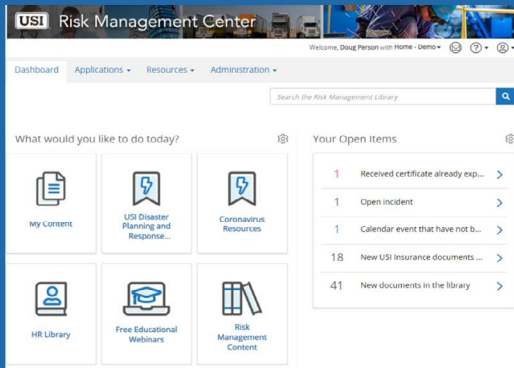 USI Risk Management Center
Welcome, Doug Person with Home - Demo
Dashboard Applications Resources Administration
Search the Risk Management Library
What would you like to do today?
My Content
USI Disaster
Planning and
Response...
Coronavirus
Resources
HR Library
Free Educational
Webinars
Risk
Management
Content
Your Open Items
1 Received certificate already exp...
1 Open incident
1 Calendar event that have not b...
18 New USI Insurance documents ...
41 New documents in the library